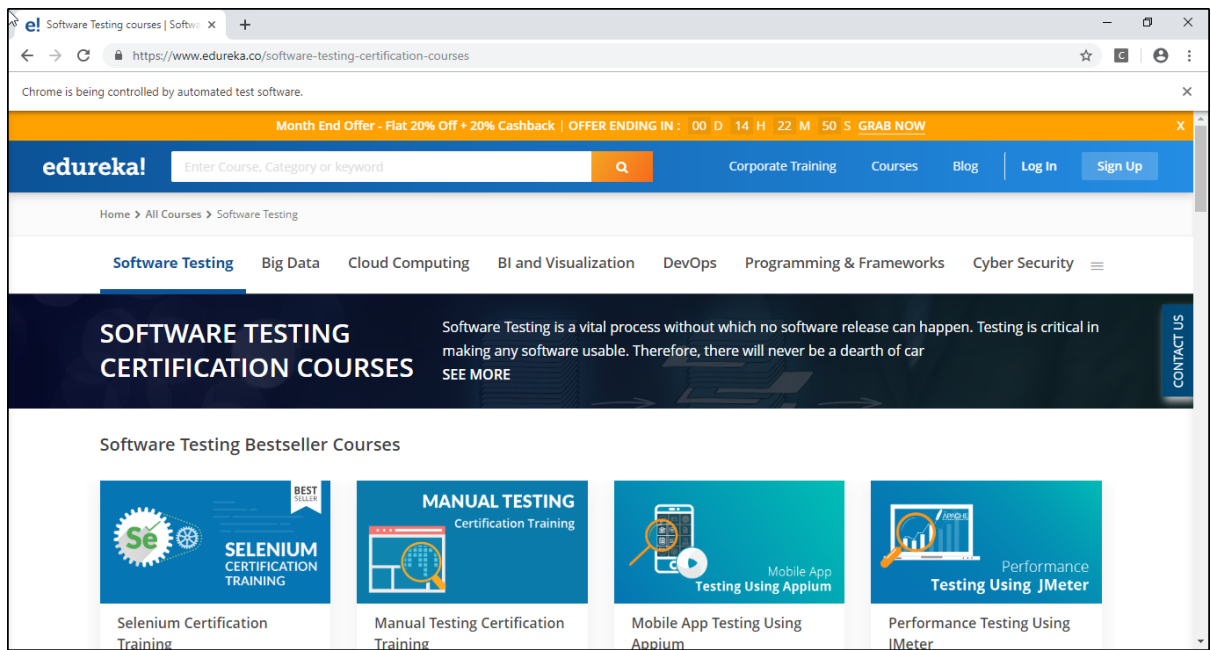 e! Software Testing courses | Softwa × +
https://www.edureka.co/software-testing-certification-courses
C
Chrome is being controlled by automated test software.
Month End Offer - Flat 20% Off + 20% Cashback | OFFER ENDING IN : 00 D 14 H 22 M 50 S GRAB NOW X
edureka! Enter Course, Category or keyword Corporate Training Courses Blog Log In Sign Up
Home > All Courses > Software Testing
Software Testing Big Data Cloud Computing BI and Visualization DevOps Programming & Frameworks Cyber Security
SOFTWARE TESTING
CERTIFICATION COURSES
Software Testing is a vital process without which no software release can happen. Testing is critical in
making any software usable. Therefore, there will never be a dearth of car
SEE MORE
CONTACT US
Software Testing Bestseller Courses
BEST
SELLER
Se
SELENIUM
CERTIFICATION
TRAINING
MANUAL TESTING
Certification Training
Mobile App
Testing Using Appium
APACHE
Performance
Testing Using JMeter
Selenium Certification
Training
Manual Testing Certification
Training
Mobile App Testing Using
Appium
Performance Testing Using
JMeter